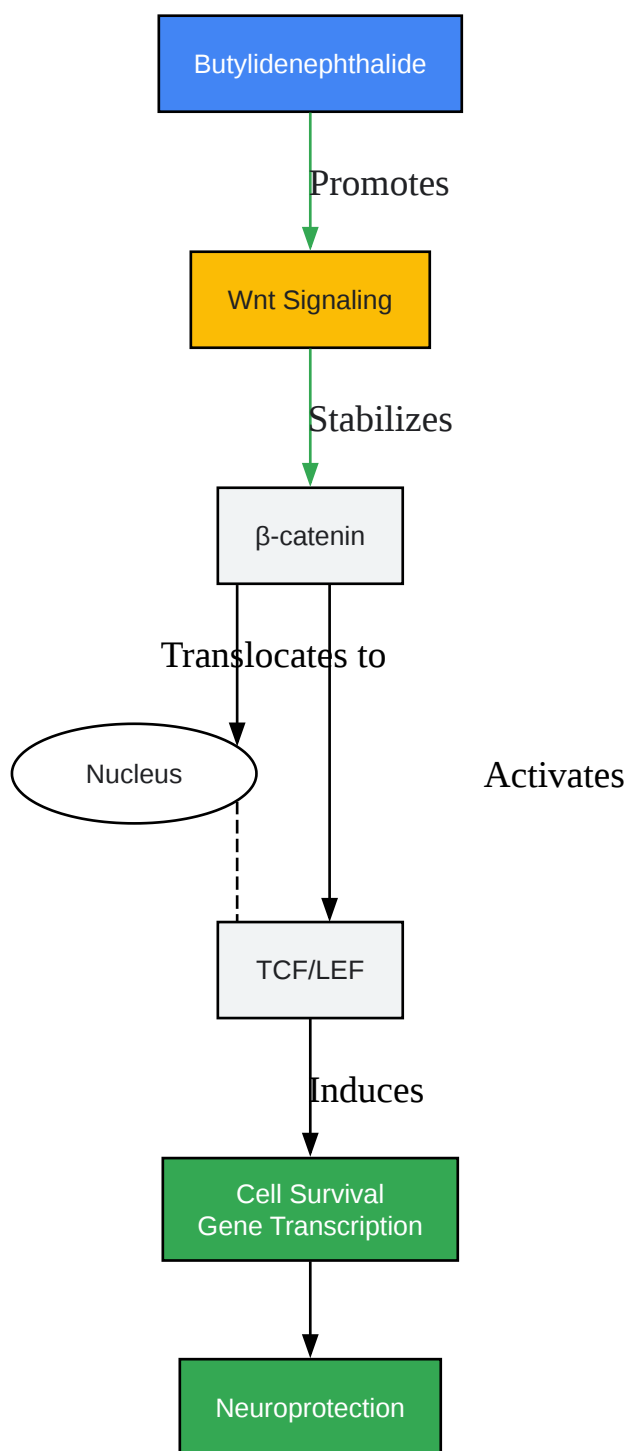 Butylidenephthalide
Promotes
Wnt Signaling
Stabilizes
β-catenin
Translocates to
Nucleus
Activates
TCF/LEF
Induces
Cell Survival
Gene Transcription
Neuroprotection